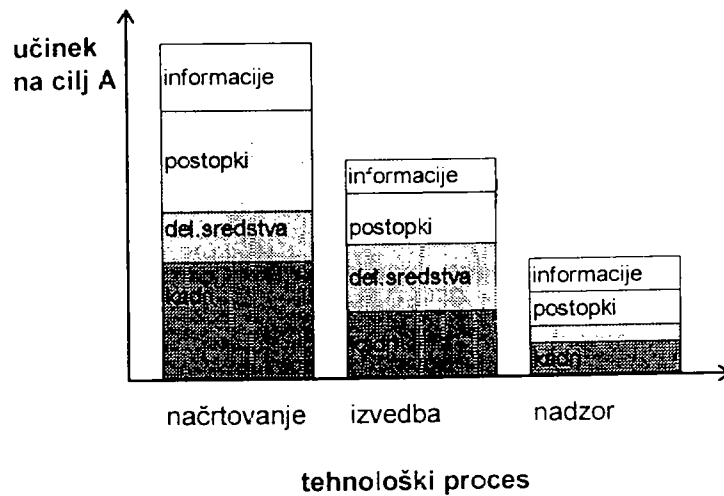 učinek
na cilj A
informacije
postopki
del.sredstva
kadri
informacije
postopki
del.sredstva
kadri
informacije
postopki
kadri
načrtovanje
izvedba
nadzor
tehnološki proces